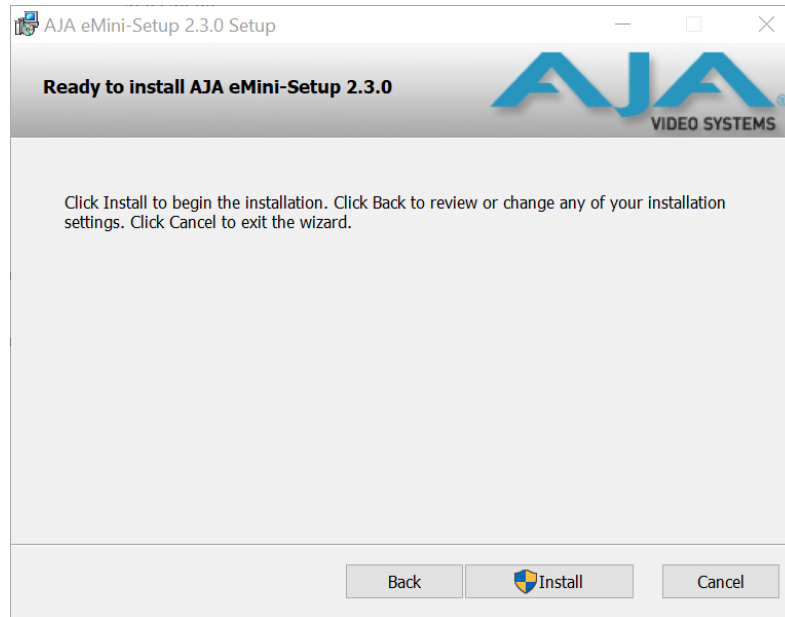 AJA eMini-Setup 2.3.0 Setup
Ready to install AJA eMini-Setup 2.3.0
AJA
®
VIDEO SYSTEMS
Click Install to begin the installation. Click Back to review or change any of your installation
settings. Click Cancel to exit the wizard.
Back
Install
Cancel